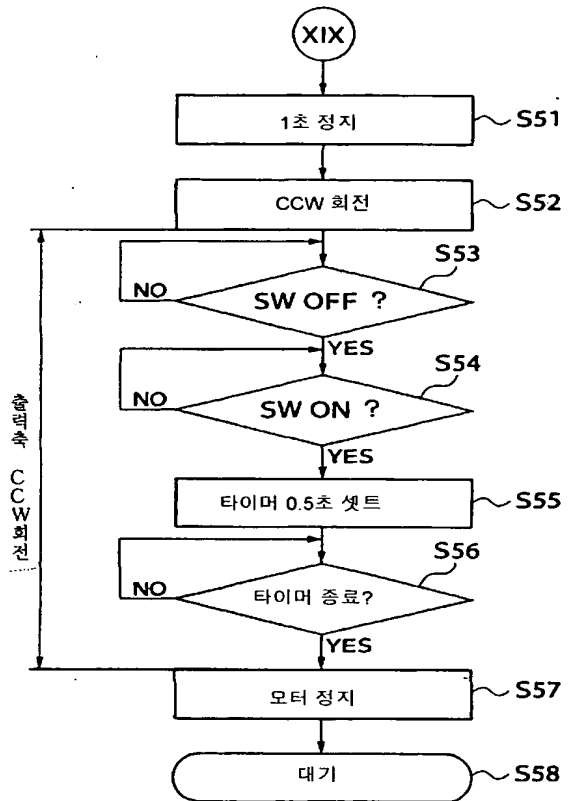 XIX
1초 정지
S51
CCW 회전
S52
S53
SW OFF ?
NO
YES
S54
SW ON ?
NO
YES
타이머 0.5초 셋트
S55
S56
타이머 종료?
NO
YES
출력축 CCW회전
모터 정지
S57
대기
S58